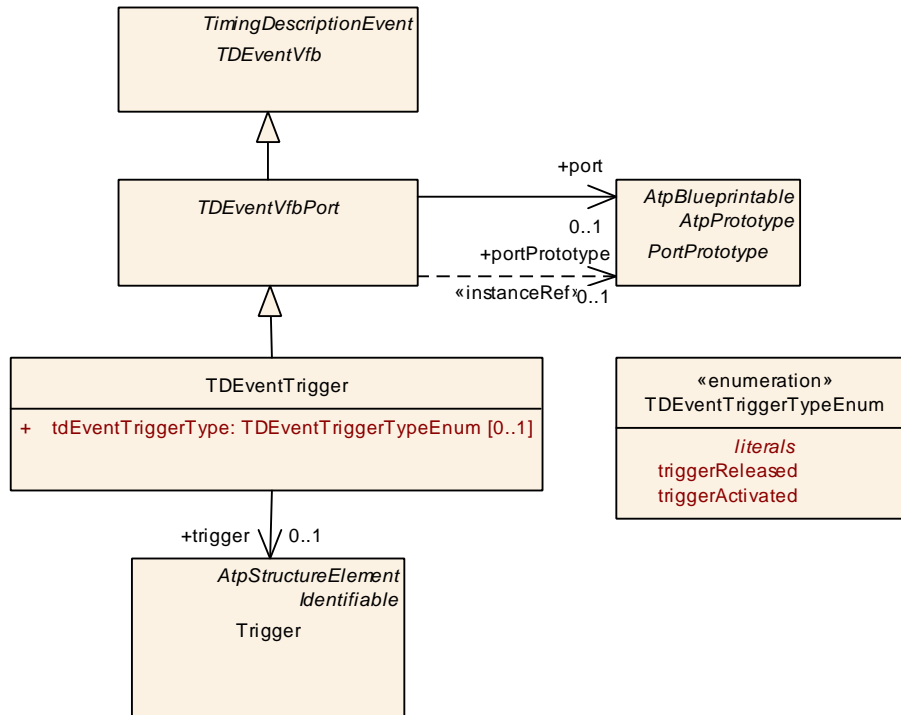 TimingDescriptionEvent
TDEventVfb
TDEventVfbPort
+port
0..1
+portPrototype
«instanceRef» 0..1
AtpBlueprintable
AtpPrototype
PortPrototype
TDEventTrigger
+ tdEventTriggerType: TDEventTriggerTypeEnum [0..1]
«enumeration»
TDEventTriggerTypeEnum
literals
triggerReleased
triggerActivated
+trigger 0..1
AtpStructureElement
Identifiable
Trigger